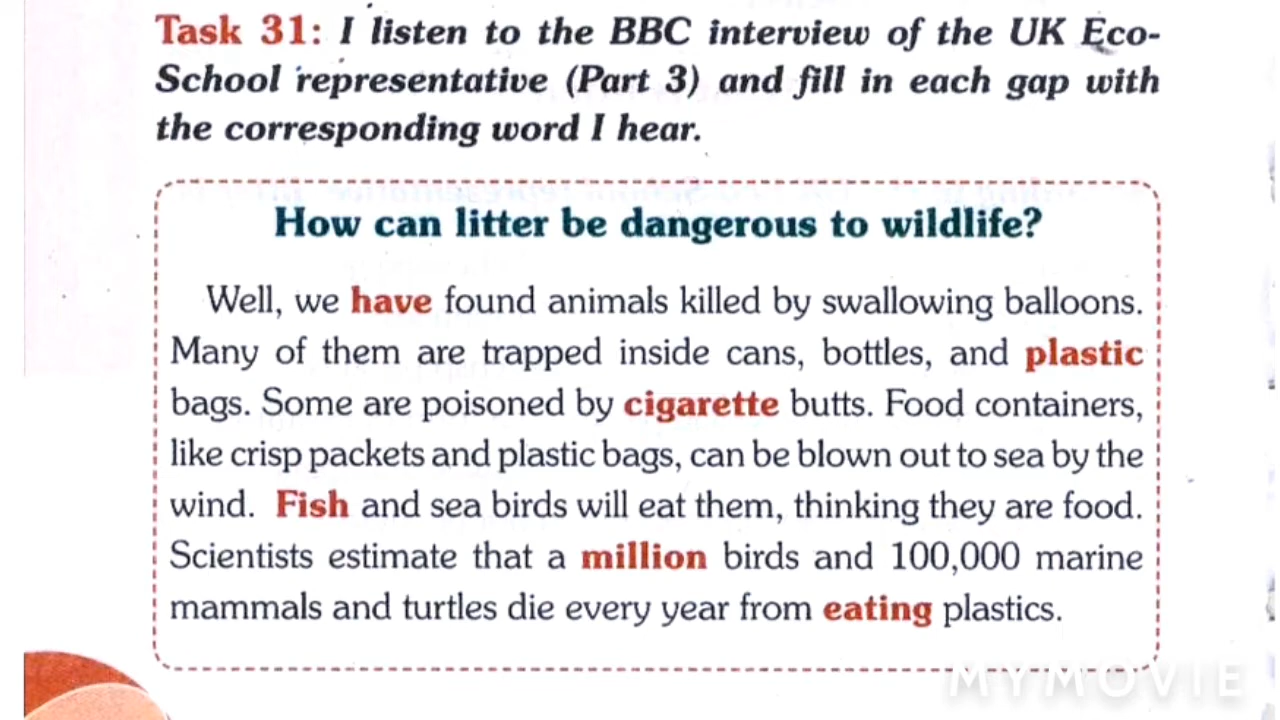 Task 31: I listen to the BBC interview of the UK Eco-
School representative (Part 3) and fill in each gap with
the corresponding word I hear.
How can litter be dangerous to wildlife?
Well, we have found animals killed by swallowing balloons.
Many of them are trapped inside cans, bottles, and plastic
bags. Some are poisoned by cigarette butts. Food containers,
like crisp packets and plastic bags, can be blown out to sea by the
wind. Fish and sea birds will eat them, thinking they are food.
Scientists estimate that a million birds and 100,000 marine
mammals and turtles die every year from eating plastics.
MYMOVIE